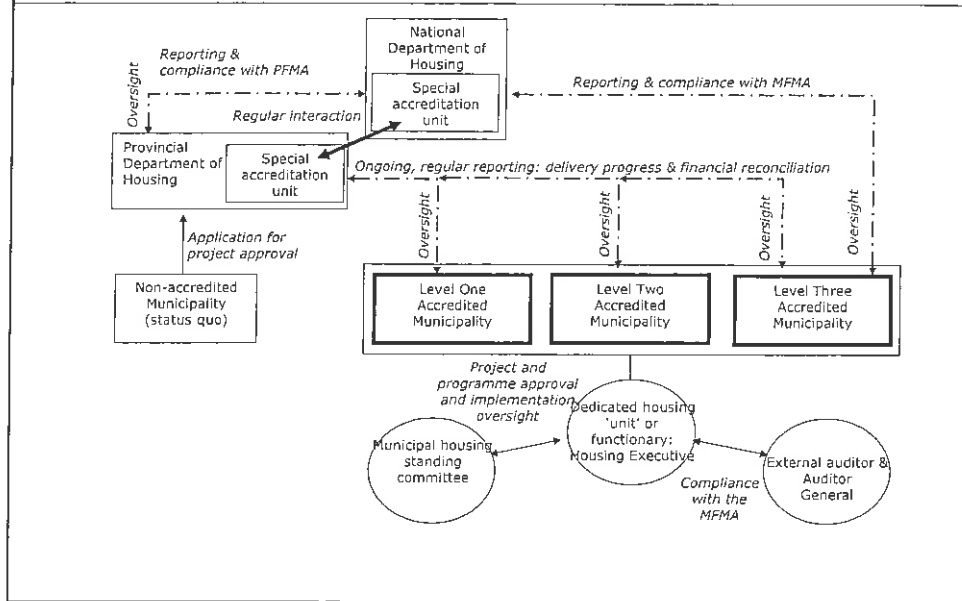 National
Department of
Housing
Special
accreditation
unit
Reporting &
compliance with PFMA
Oversight
Reporting & compliance with MFMA
Regular interaction
Provincial
Department of
Housing
Special
accreditation
unit
Ongoing, regular reporting: delivery progress & financial reconciliation
Oversight
Oversight
Oversight
Oversight
Application for
project approval
Non-accredited
Municipality
(status quo)
Level One
Accredited
Municipality
Level Two
Accredited
Municipality
Level Three
Accredited
Municipality
Project and
programme approval
and implementation
oversight
Dedicated housing
'unit' or
functionary:
Housing Executive
Municipal housing
standing
committee
External auditor &
Auditor
General
Compliance
with the
MFMA